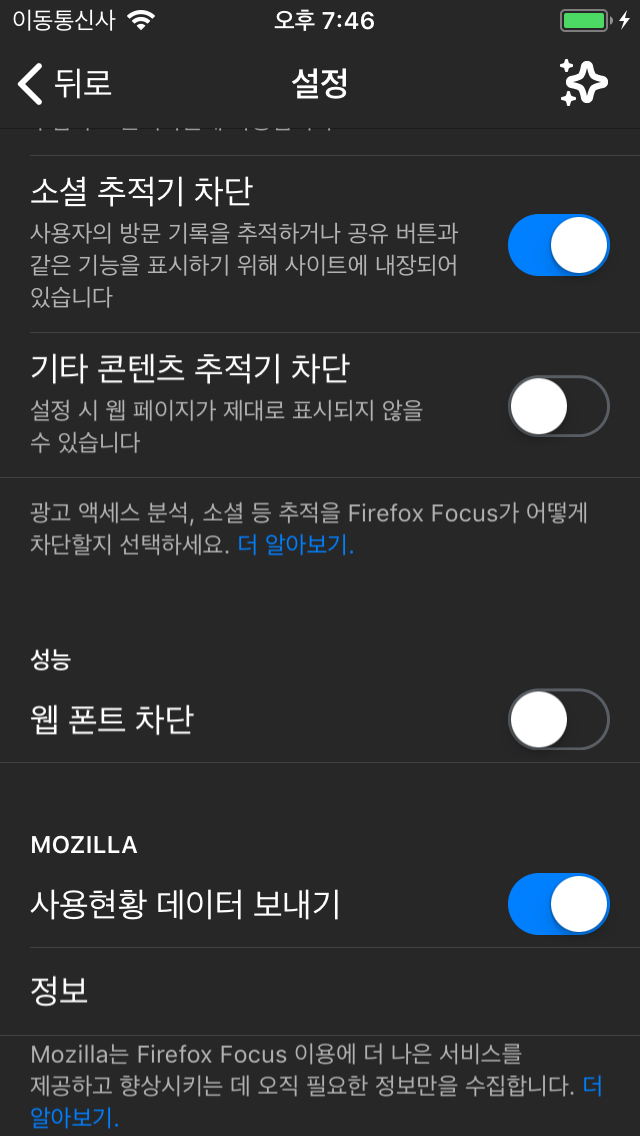 이동통신사 오후 7:46
뒤로 설정
소셜 추적기 차단
사용자의 방문 기록을 추적하거나 공유 버튼과
같은 기능을 표시하기 위해 사이트에 내장되어
있습니다
기타 콘텐츠 추적기 차단
설정 시 웹 페이지가 제대로 표시되지 않을
수 있습니다
광고 액세스 분석, 소셜 등 추적을 Firefox Focus가 어떻게
차단할지 선택하세요. 더 알아보기.
성능
웹 폰트 차단
MOZILLA
사용현황 데이터 보내기
정보
Mozilla는 Firefox Focus 이용에 더 나은 서비스를
제공하고 향상시키는 데 오직 필요한 정보만을 수집합니다. 더
알아보기.